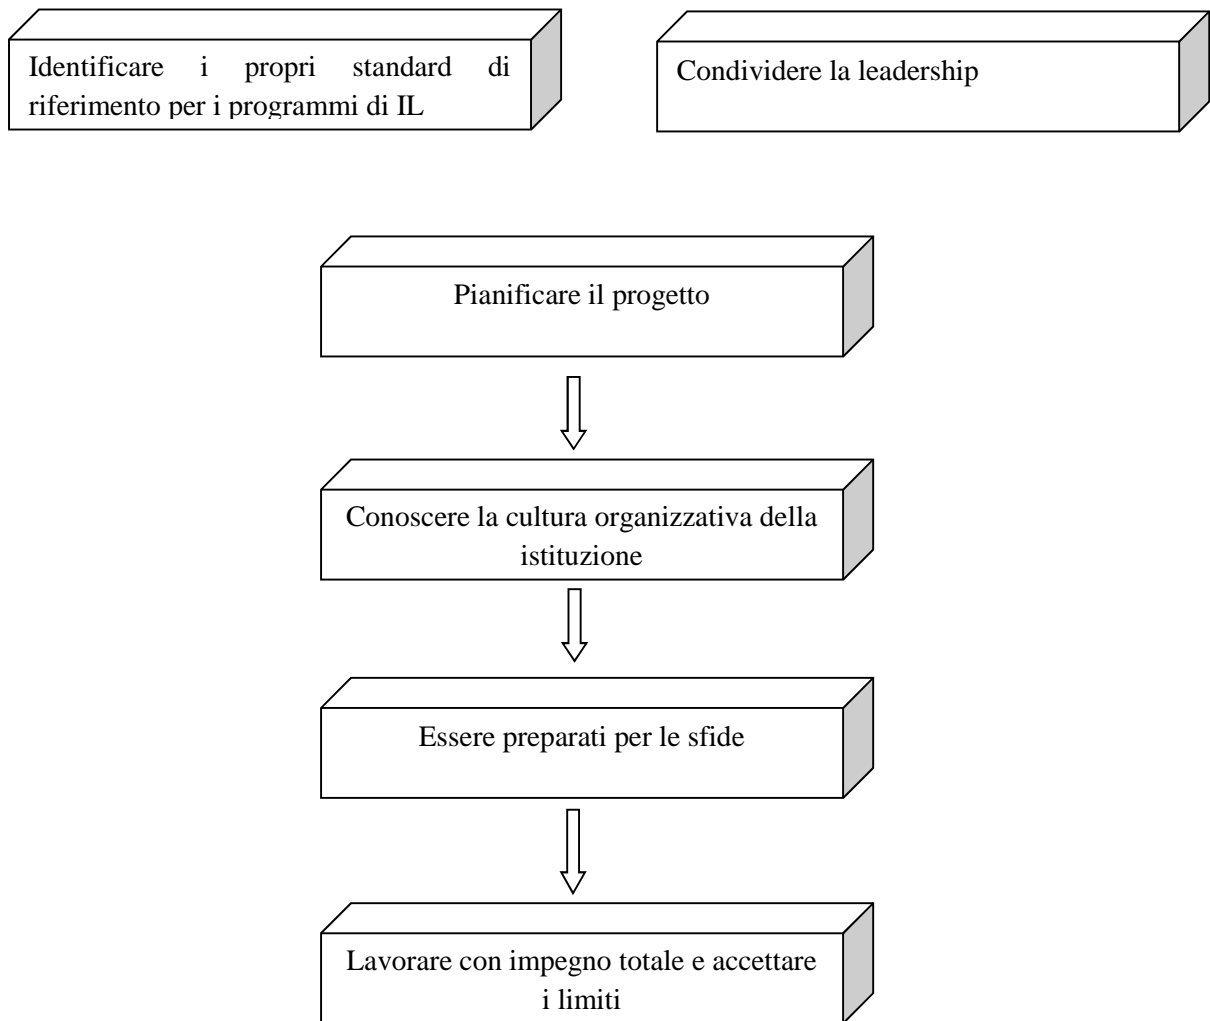 Identificare i propri standard di
riferimento per i programmi di IL
Condividere la leadership
Pianificare il progetto
Conoscere la cultura organizzativa della
istituzione
Essere preparati per le sfide
Lavorare con impegno totale e accettare
i limiti